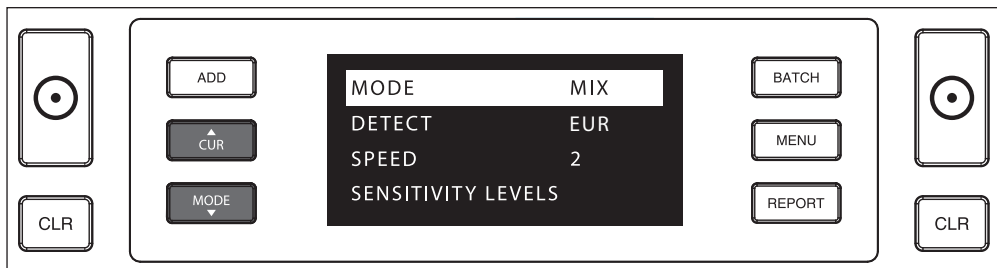 ADD
CUR
MODE
CLR
MODE MIX
DETECT EUR
SPEED 2
SENSITIVITY LEVELS
BATCH
MENU
REPORT
CLR